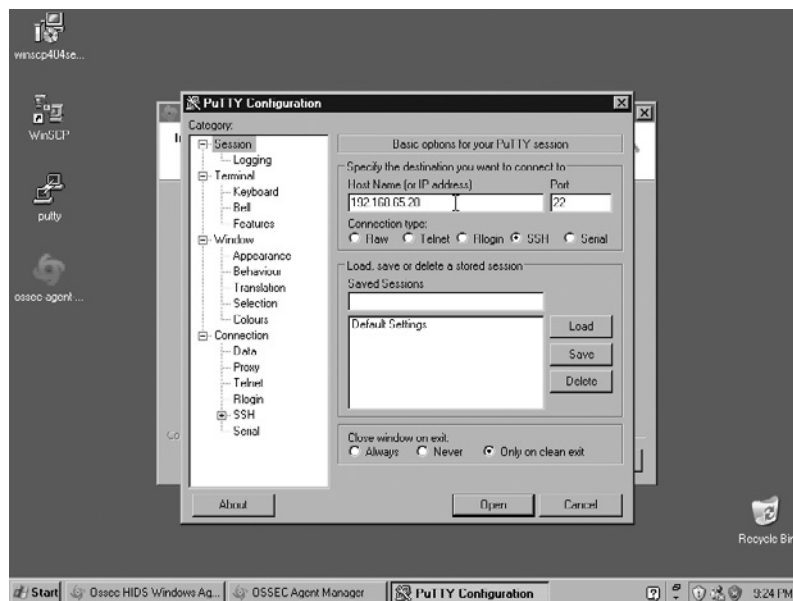 winscp404se...
WinSCP
putty
ossec-agent ...
PuTTY Configuration
Category:
Session
Logging
Terminal
Keyboard
Bell
Features
Window
Appearance
Behaviour
Translation
Selection
Colours
Connection
Data
Proxy
Telnet
Rlogin
SSH
Serial
Basic options for your PuTTY session
Specify the destination you want to connect to
Host Name (or IP address) Port
192.168.65.20 22
Connection type:
Raw Telnet Rlogin SSH Serial
Load, save or delete a stored session
Saved Sessions
Default Settings
Load
Save
Delete
Close window on exit:
Always Never Only on clean exit
About Open Cancel
Recycle Bin
Start Ossec HIDS Windows Ag... OSSEC Agent Manager PuTTY Configuration 9:24 PM